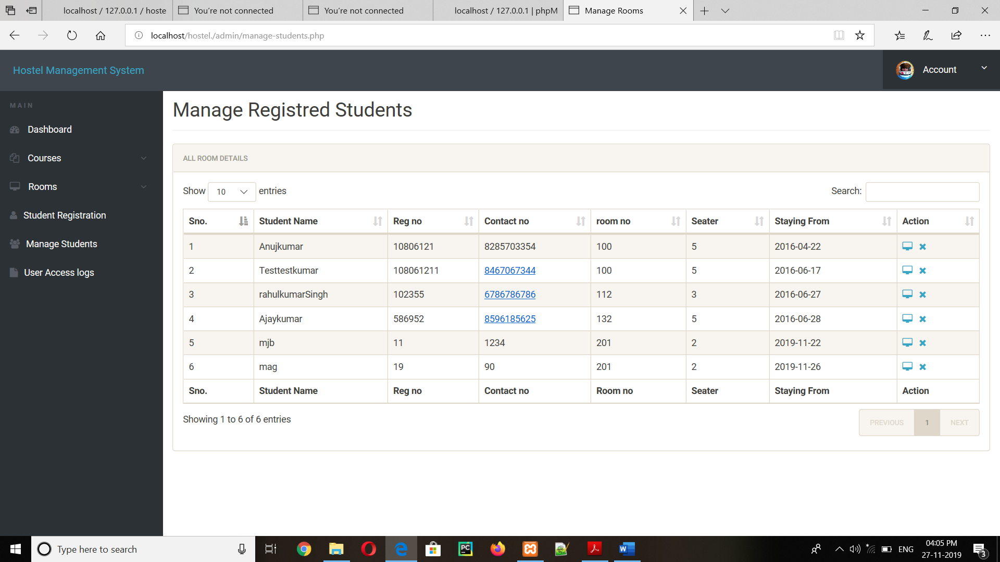 localhost / 127.0.0.1 / hoste
You're not connected
You're not connected
localhost / 127.0.0.1 | phpM
Manage Rooms
localhost/hostel./admin/manage-students.php
Hostel Management System
Account
MAIN
Dashboard
Courses
Rooms
Student Registration
Manage Students
User Access logs
Manage Registred Students
ALL ROOM DETAILS
Show 10 entries
Search:
Sno. Student Name Reg no Contact no room no Seater Staying From Action
1 Anujkumar 10806121 8285703354 100 5 2016-04-22
2 Testtestkumar 108061211 8467067344 100 5 2016-06-17
3 rahulkumarSingh 102355 6786786786 112 3 2016-06-27
4 Ajaykumar 586952 8596185625 132 5 2016-06-28
5 mjb 11 1234 201 2 2019-11-22
6 mag 19 90 201 2 2019-11-26
Sno. Student Name Reg no Contact no Room no Seater Staying From Action
Showing 1 to 6 of 6 entries
PREVIOUS 1 NEXT
Type here to search
PC
W
ENG
04:05 PM
27-11-2019
3